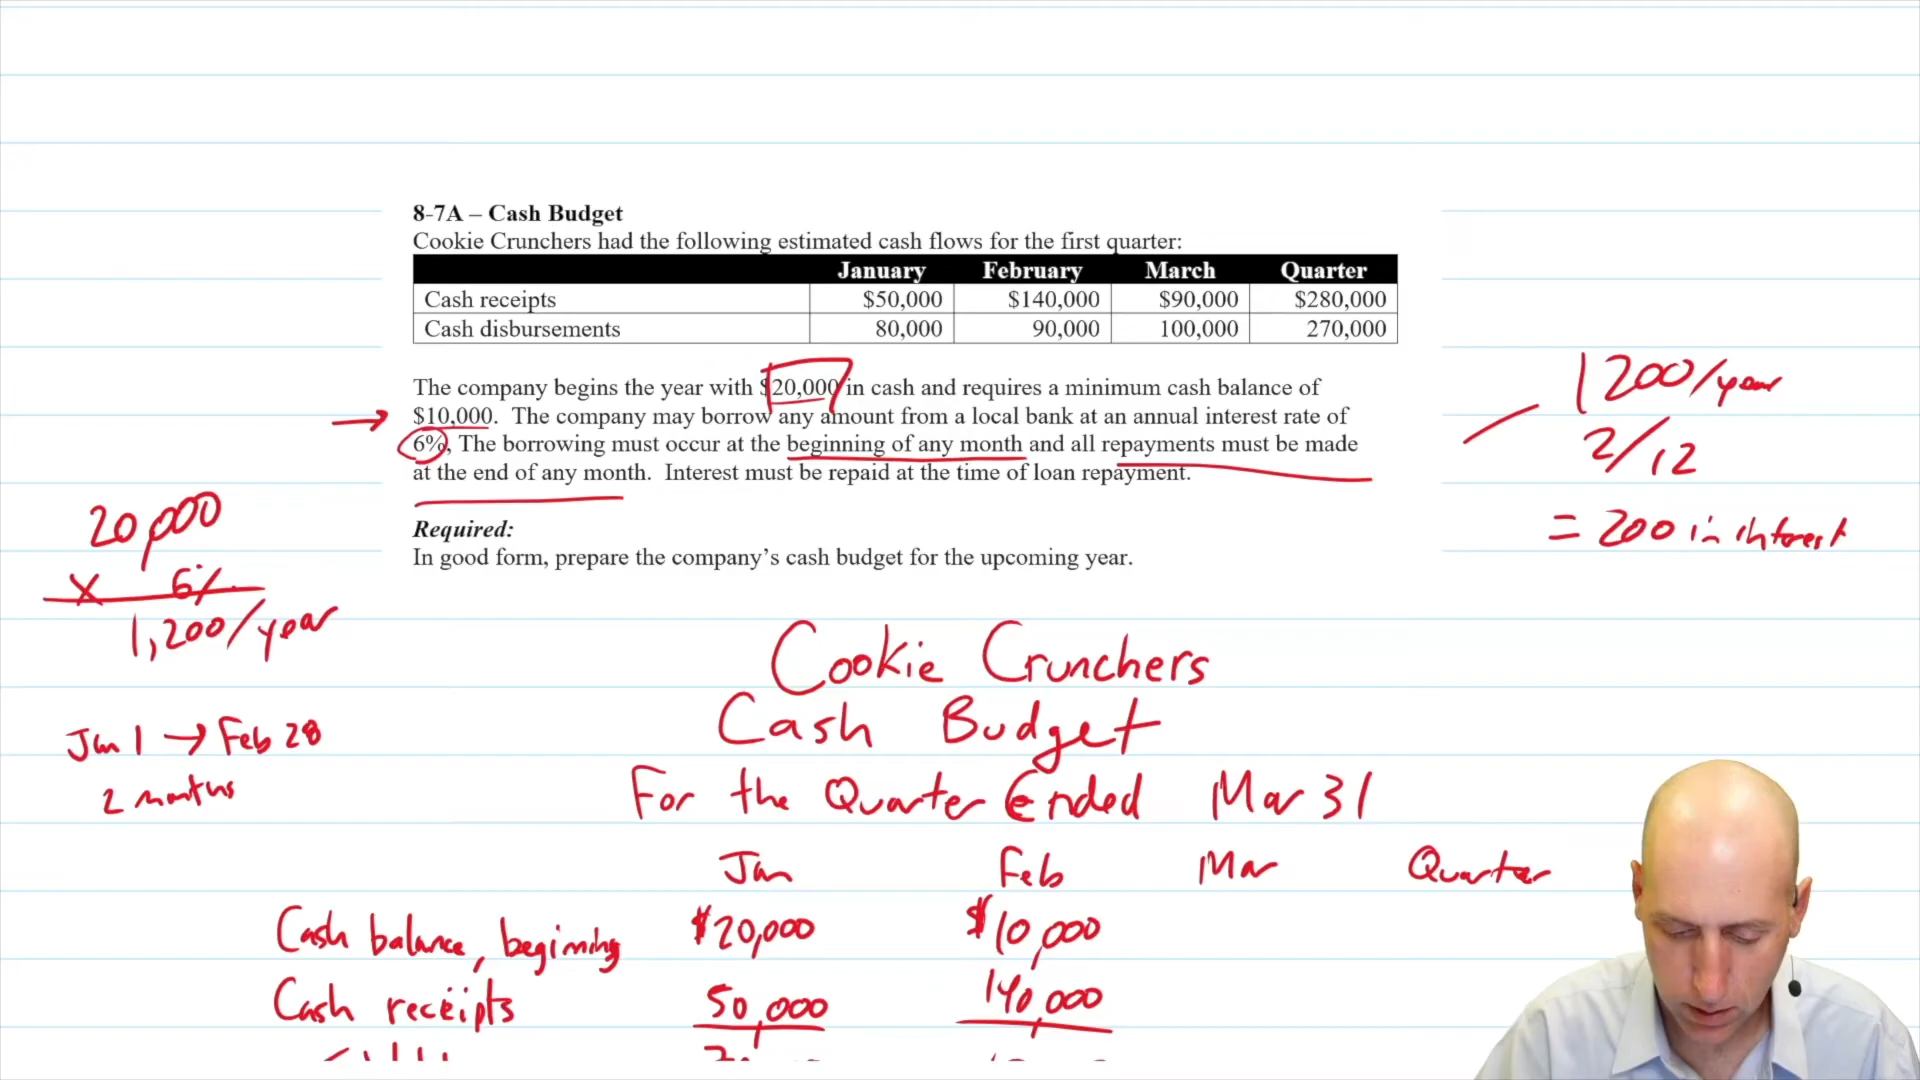 8-7A – Cash Budget
Cookie Crunchers had the following estimated cash flows for the first quarter:
January February March Quarter
Cash receipts $50,000 $140,000 $90,000 $280,000
Cash disbursements 80,000 90,000 100,000 270,000
The company begins the year with $20,000 in cash and requires a minimum cash balance of
$10,000. The company may borrow any amount from a local bank at an annual interest rate of
6%, The borrowing must occur at the beginning of any month and all repayments must be made
at the end of any month. Interest must be repaid at the time of loan repayment.
Required:
In good form, prepare the company's cash budget for the upcoming year.
1200/year
2/12
= 200 in interest
20,000
x 6%
1,200/year
Jan 1 → Feb 28
2 months
Cookie Crunchers
Cash Budget
For the Quarter Ended Mar 31
Jan Feb Mar Quarter
Cash balance, beginning $20,000 $10,000
Cash receipts 50,000 140,000